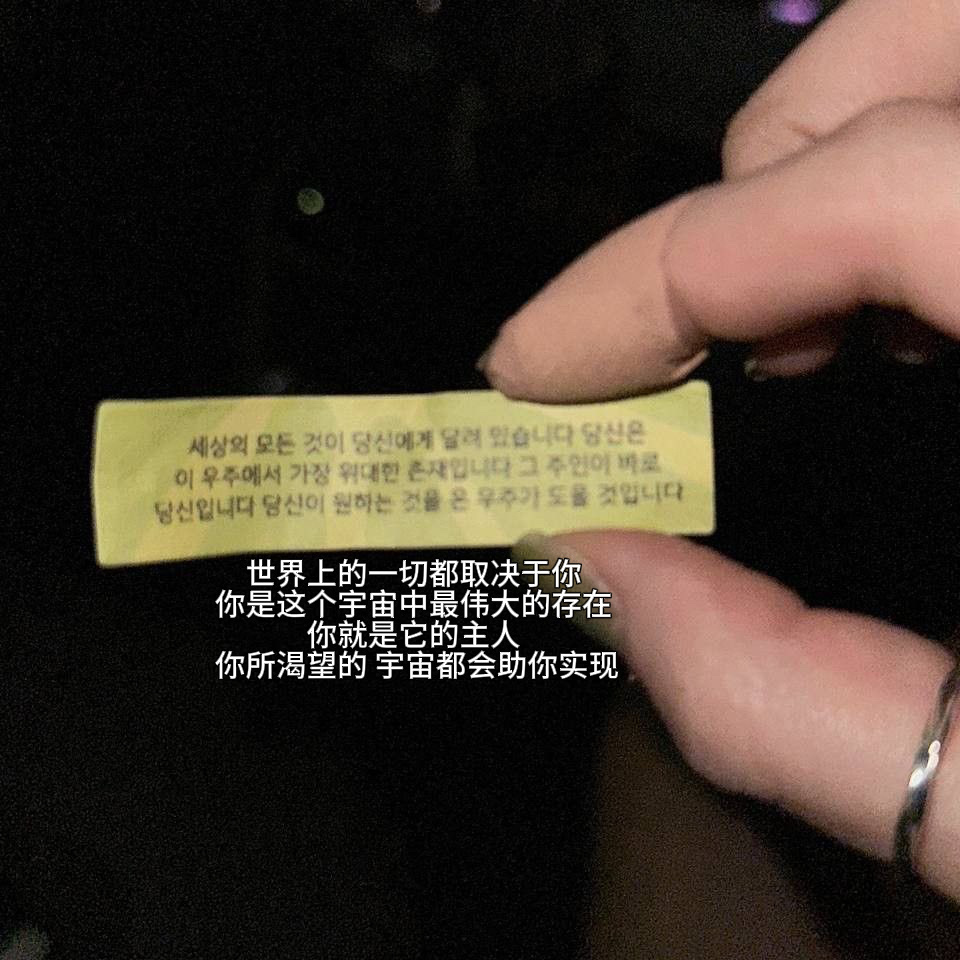 세상의 모든 것이 당신에게 달려 있습니다 당신은
이 우주에서 가장 위대한 존재입니다 그 주인이 바로
당신입니다 당신이 원하는 것을 온 우주가 도울 것입니다
世界上的一切都取决于你
你是这个宇宙中最伟大的存在
你就是它的主人
你所渴望的 宇宙都会助你实现